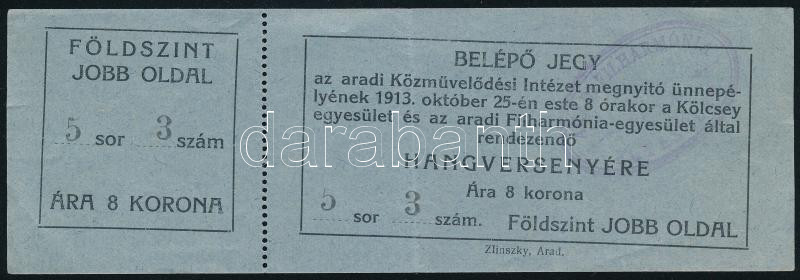 FÖLDSZINT
JOBB OLDAL
5 sor 3 szám
ÁRA 8 KORONA
BELÉPŐ JEGY
az aradi Közművelődési Intézet megnyitó ünnepé-
lyének 1913. október 25-én este 8 órakor a Kölcsey
egyesület és az aradi Filharmónia-egyesület által
rendezendő
HANGVERSENYÉRE
Ára 8 korona
5 sor 3 szám. Földszint JOBB OLDAL
Zlinszky, Arad.
darabanth
FILHARMÓNIA